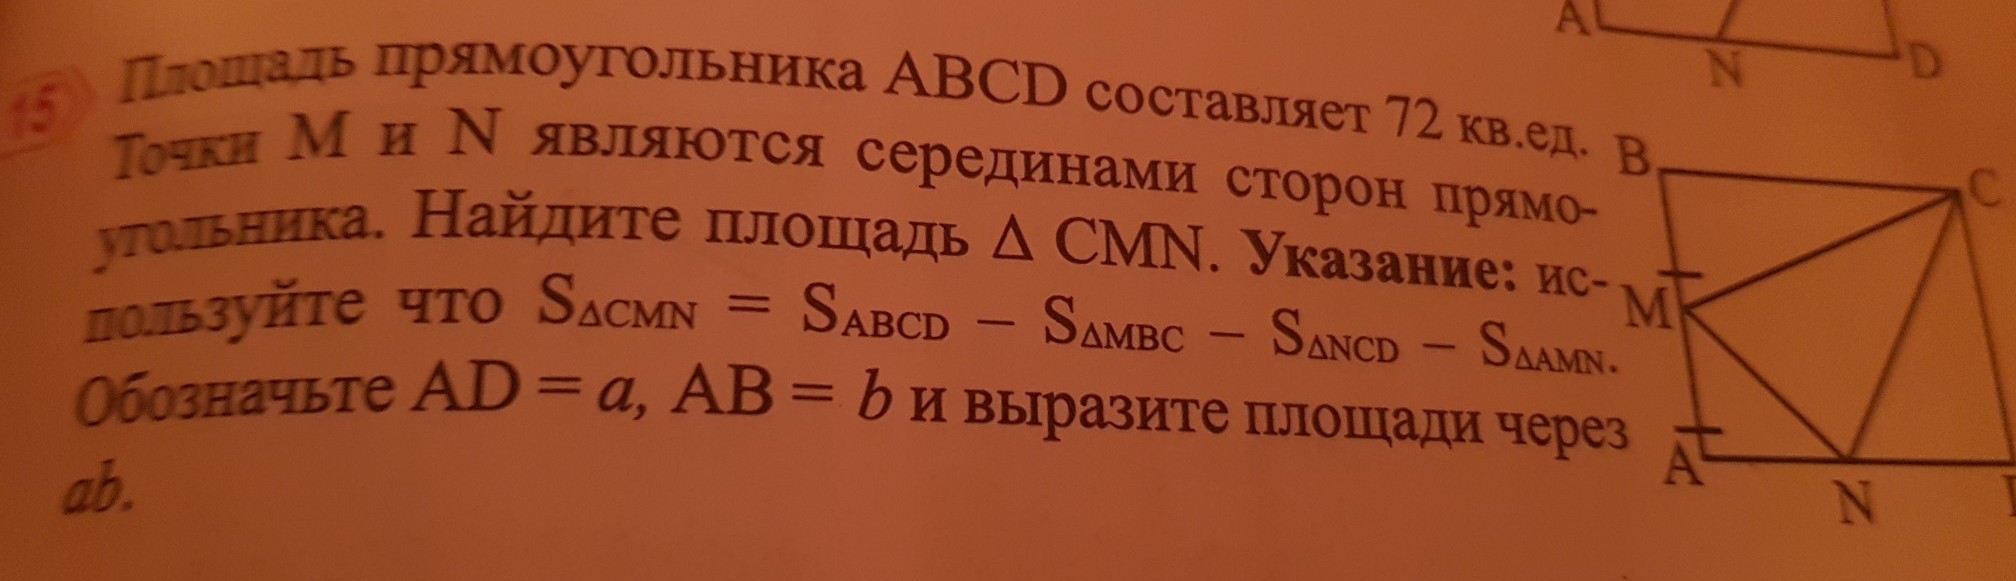 A
N
D
15
Площадь прямоугольника ABCD составляет 72 кв.ед.
Точки M и N являются серединами сторон прямо-
угольника. Найдите площадь Δ CMN. Указание: ис-
пользуйте что SΔCMN = SABCD – SΔMBC – SΔNCD – SΔAMN.
Обозначьте AD = a, AB = b и выразите площади через
ab.
B
C
M
A
N